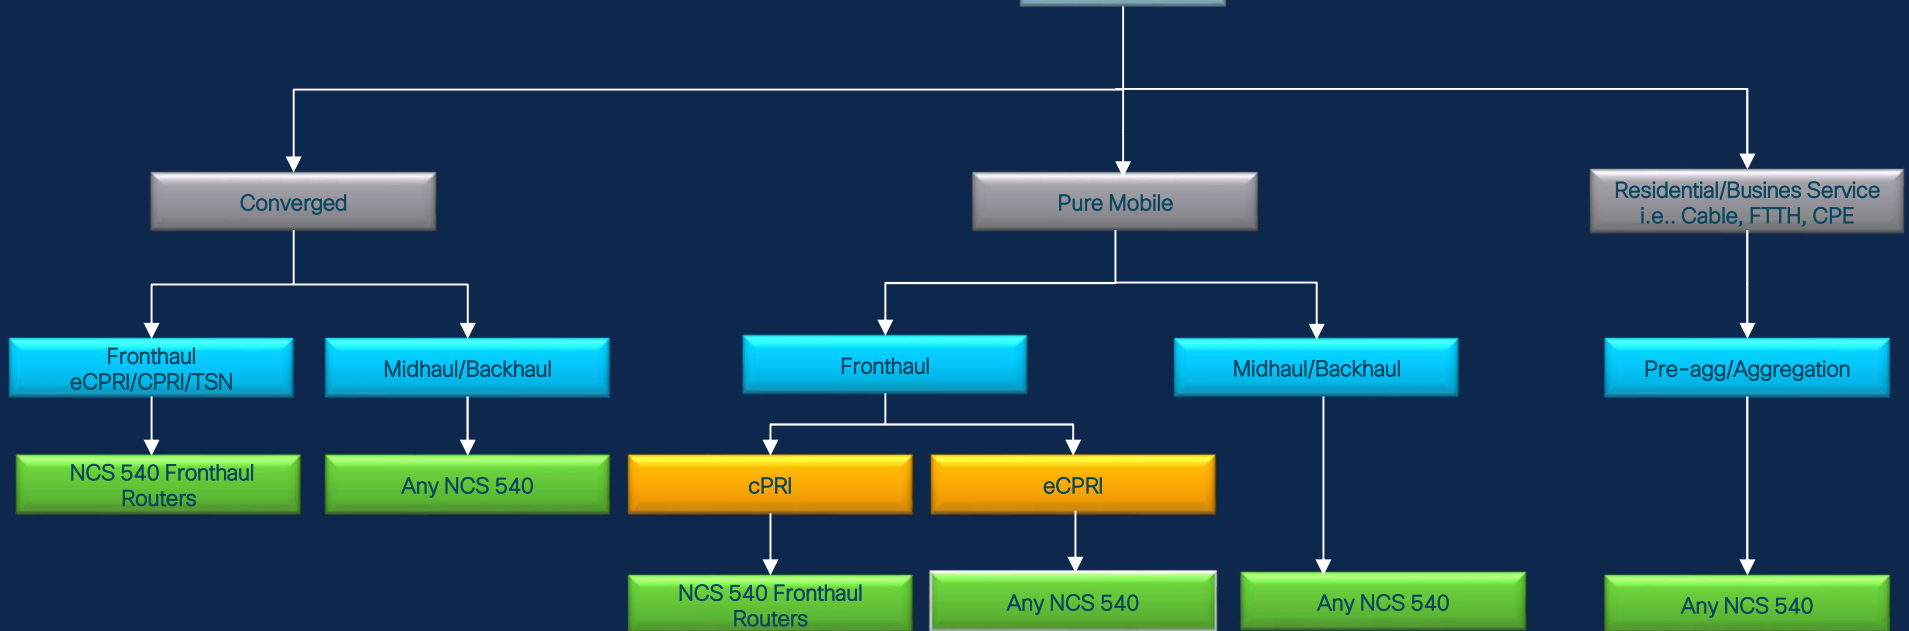 Converged
Pure Mobile
Residential/Busines Service
i.e.. Cable, FTTH, CPE
Fronthaul
eCPRI/CPRI/TSN
Midhaul/Backhaul
Fronthaul
Midhaul/Backhaul
Pre-agg/Aggregation
NCS 540 Fronthaul
Routers
Any NCS 540
cPRI
eCPRI
NCS 540 Fronthaul
Routers
Any NCS 540
Any NCS 540
Any NCS 540